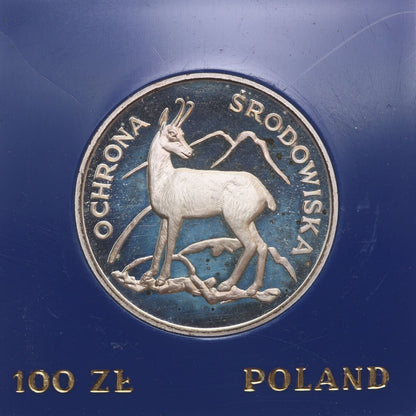 OCHRONA ŚRODOWISKA
100 ZŁ POLAND